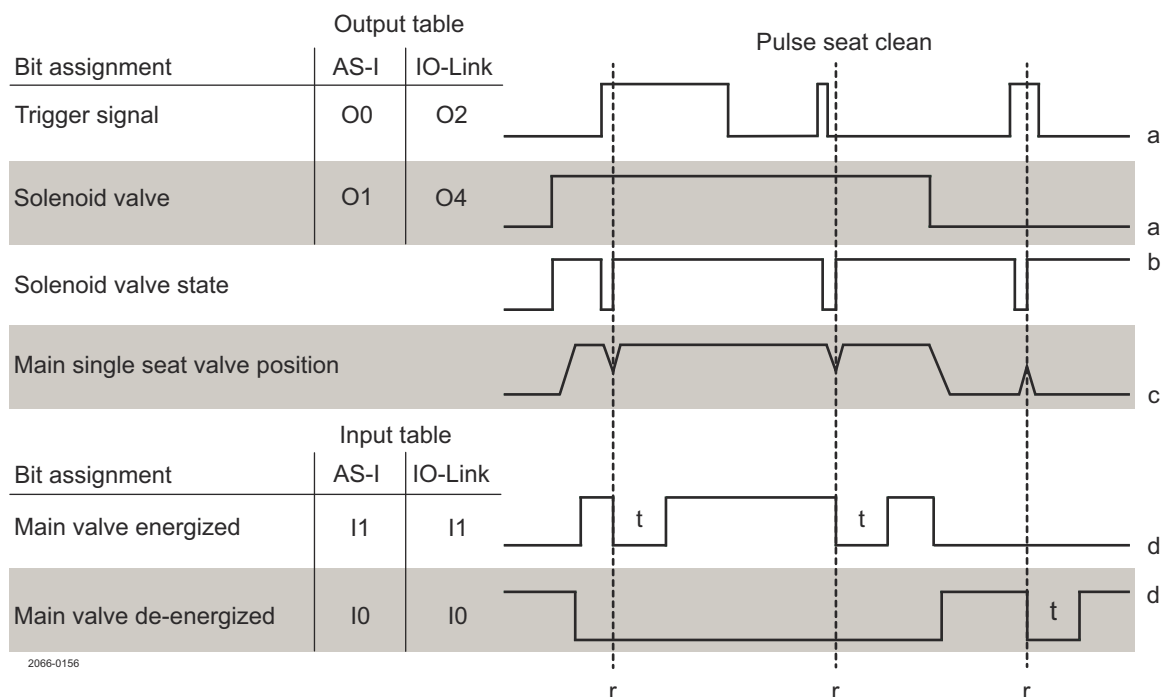 Output table
Pulse seat clean
Bit assignment AS-I IO-Link
Trigger signal O0 O2
a
Solenoid valve O1 O4
a
b
Solenoid valve state
Main single seat valve position
c
Input table
Bit assignment AS-I IO-Link
Main valve energized I1 I1 t t
d
d
Main valve de-energized I0 I0 t
2066-0156
r r r